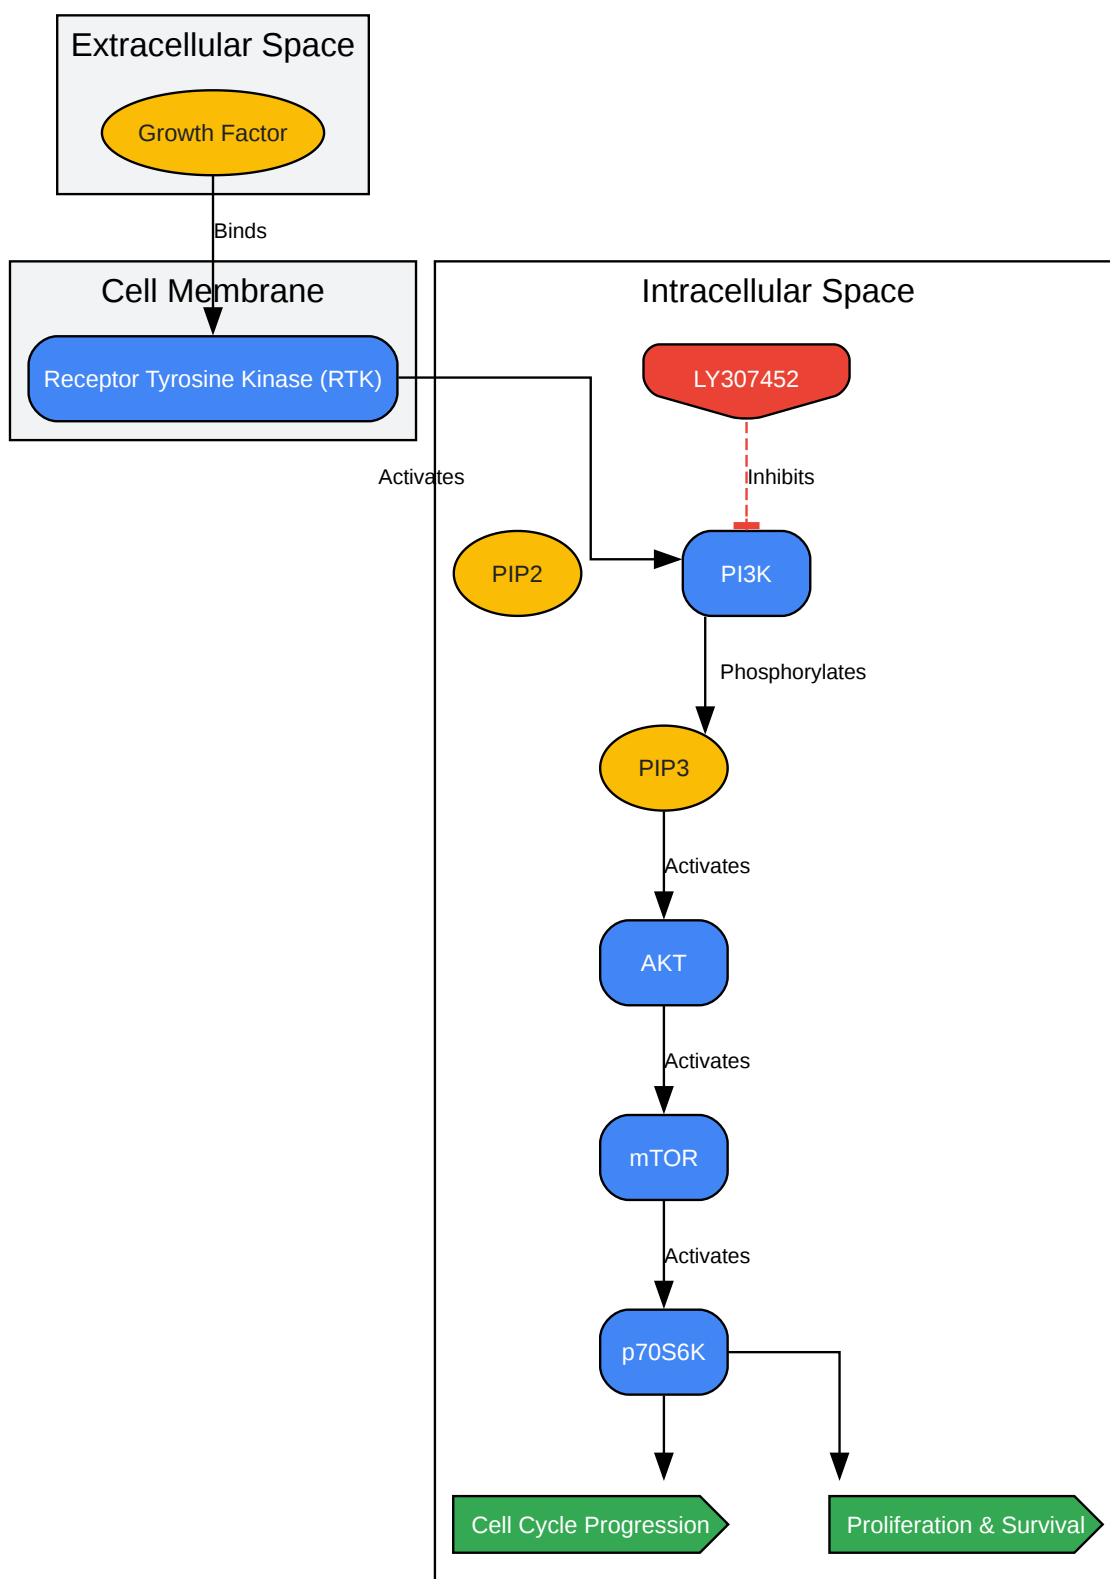 Extracellular Space
Growth Factor
Binds
Cell Membrane
Intracellular Space
Receptor Tyrosine Kinase (RTK)
LY307452
Activates
Inhibits
PIP2
PI3K
Phosphorylates
PIP3
Activates
AKT
Activates
mTOR
Activates
p70S6K
Cell Cycle Progression
Proliferation & Survival